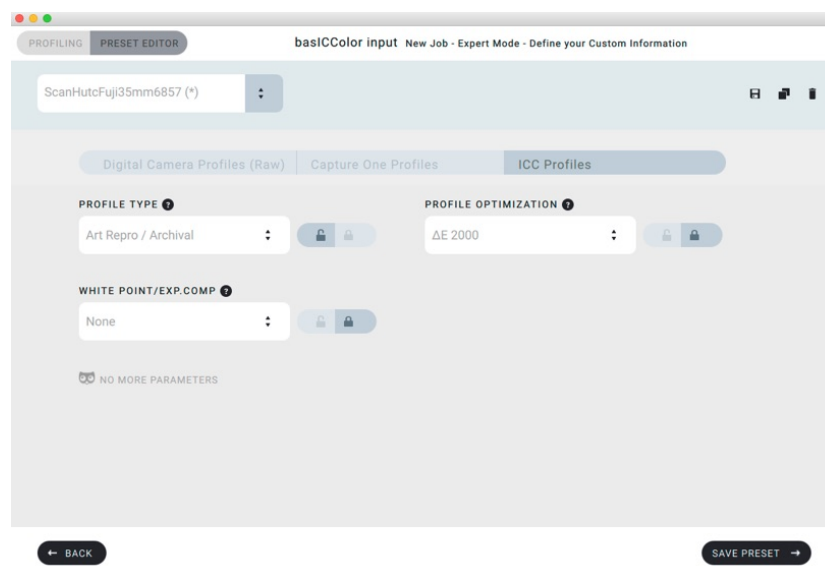 PROFILING PRESET EDITOR basICColor input New Job - Expert Mode - Define your Custom Information
ScanHutcFuji35mm6857 (*)
Digital Camera Profiles (Raw) Capture One Profiles ICC Profiles
PROFILE TYPE ? PROFILE OPTIMIZATION ?
Art Repro / Archival ΔE 2000
WHITE POINT/EXP.COMP ?
None
NO MORE PARAMETERS
← BACK SAVE PRESET →